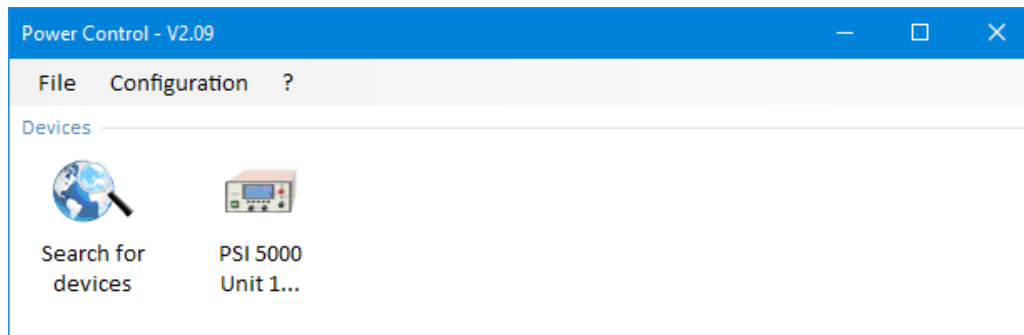 Power Control - V2.09
File Configuration ?
Devices
Search for devices
PSI 5000 Unit 1...